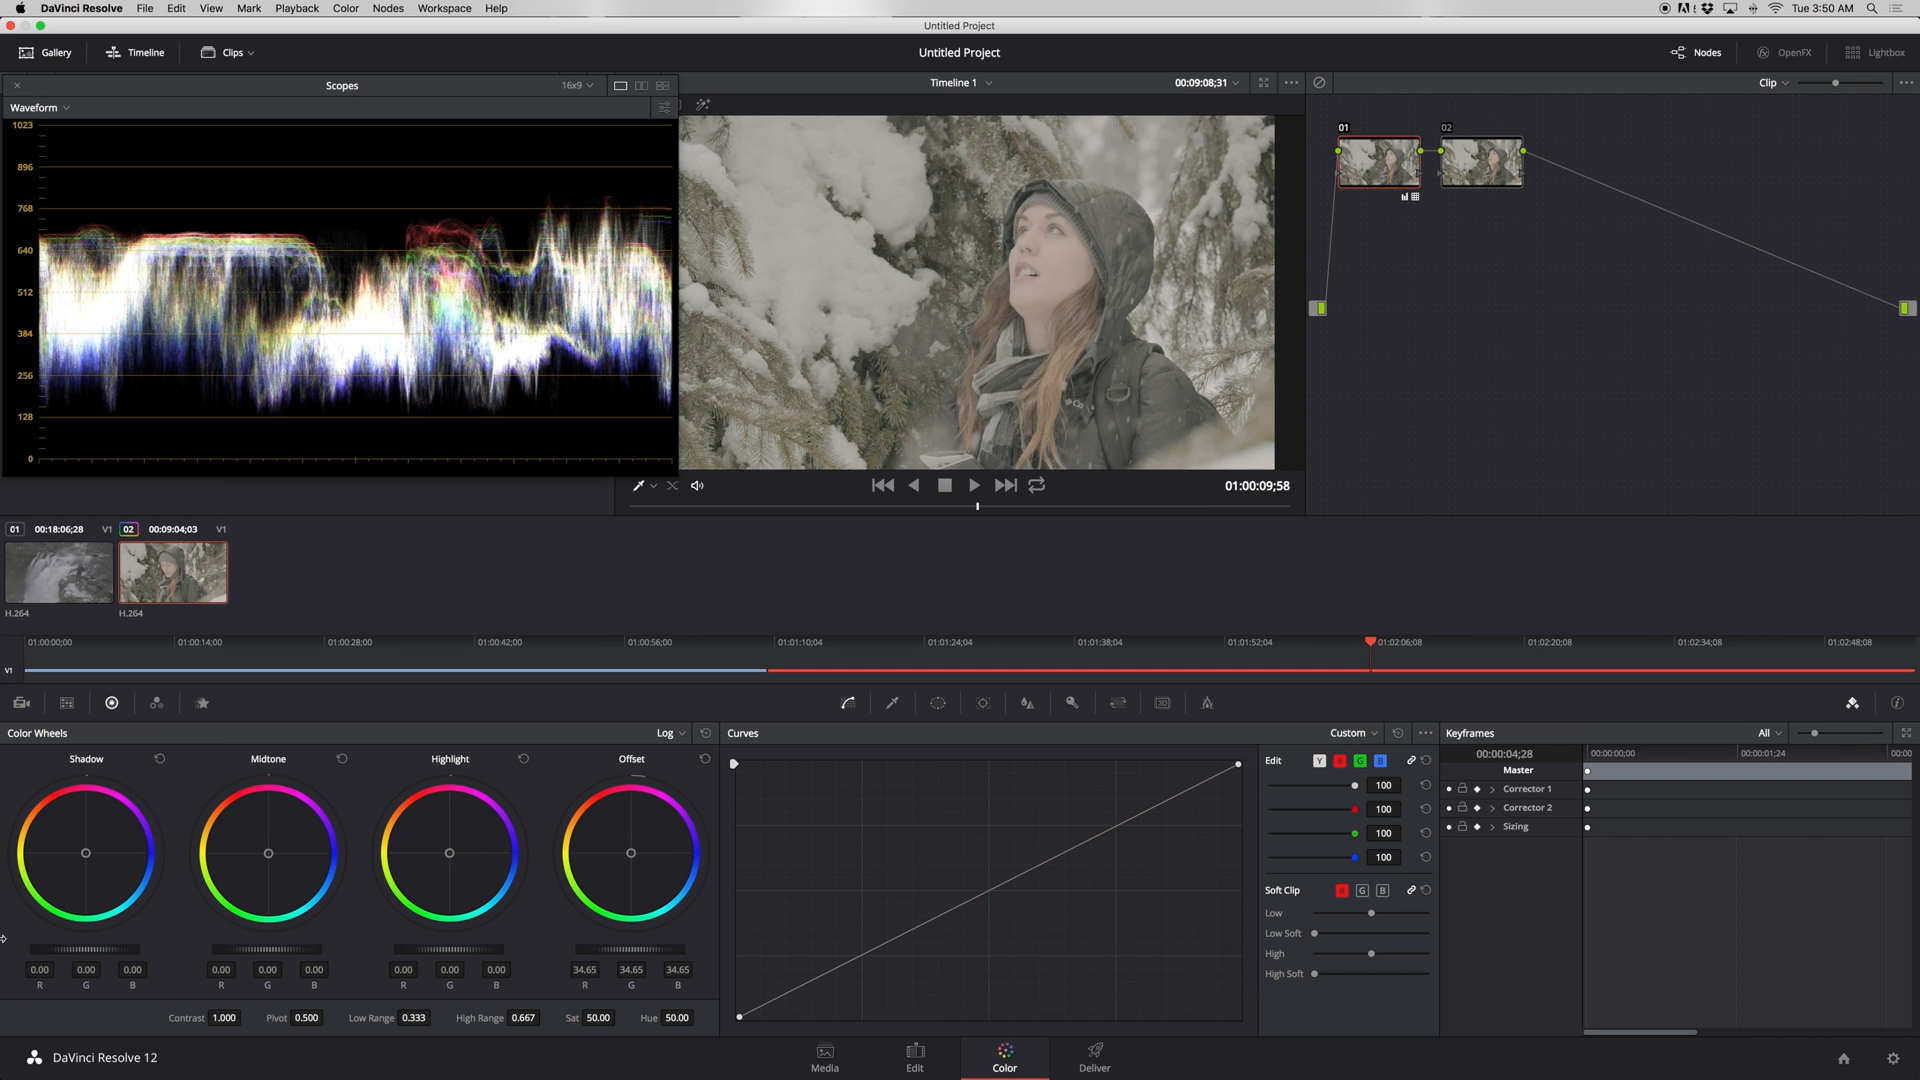 DaVinci Resolve File Edit View Mark Playback Color Nodes Workspace Help Tue 3:50 AM
Untitled Project
Gallery Timeline Clips Untitled Project Nodes OpenFX Lightbox
Scopes 16x9 Timeline 1 00:09:08;31 Clip
Waveform
1023
896
768
640
512
384
256
128
0
01 02
01:00:09;58
01 00:18:06;28 V1 02 00:09:04;03 V1
H.264 H.264
01:00:00;00 01:00:14;00 01:00:28;00 01:00:42;00 01:00:56;00 01:01:10;04 01:01:24;04 01:01:38;04 01:01:52;04 01:02:06;08 01:02:20;08 01:02:34;08 01:02:48;08
V1
3D
Color Wheels Log Curves Custom Keyframes All
Shadow Midtone Highlight Offset
Edit Y R G B
100
100
100
100
Soft Clip R G B
Low
Low Soft
High
High Soft
00:00:04;28 00:00:00;00 00:00:01;24 00:00
Master
Corrector 1
Corrector 2
Sizing
0.00 0.00 0.00 0.00 0.00 0.00 0.00 0.00 0.00 34.65 34.65 34.65
R G B R G B R G B R G B
Contrast 1.000 Pivot 0.500 Low Range 0.333 High Range 0.667 Sat 50.00 Hue 50.00
DaVinci Resolve 12 Media Edit Color Deliver